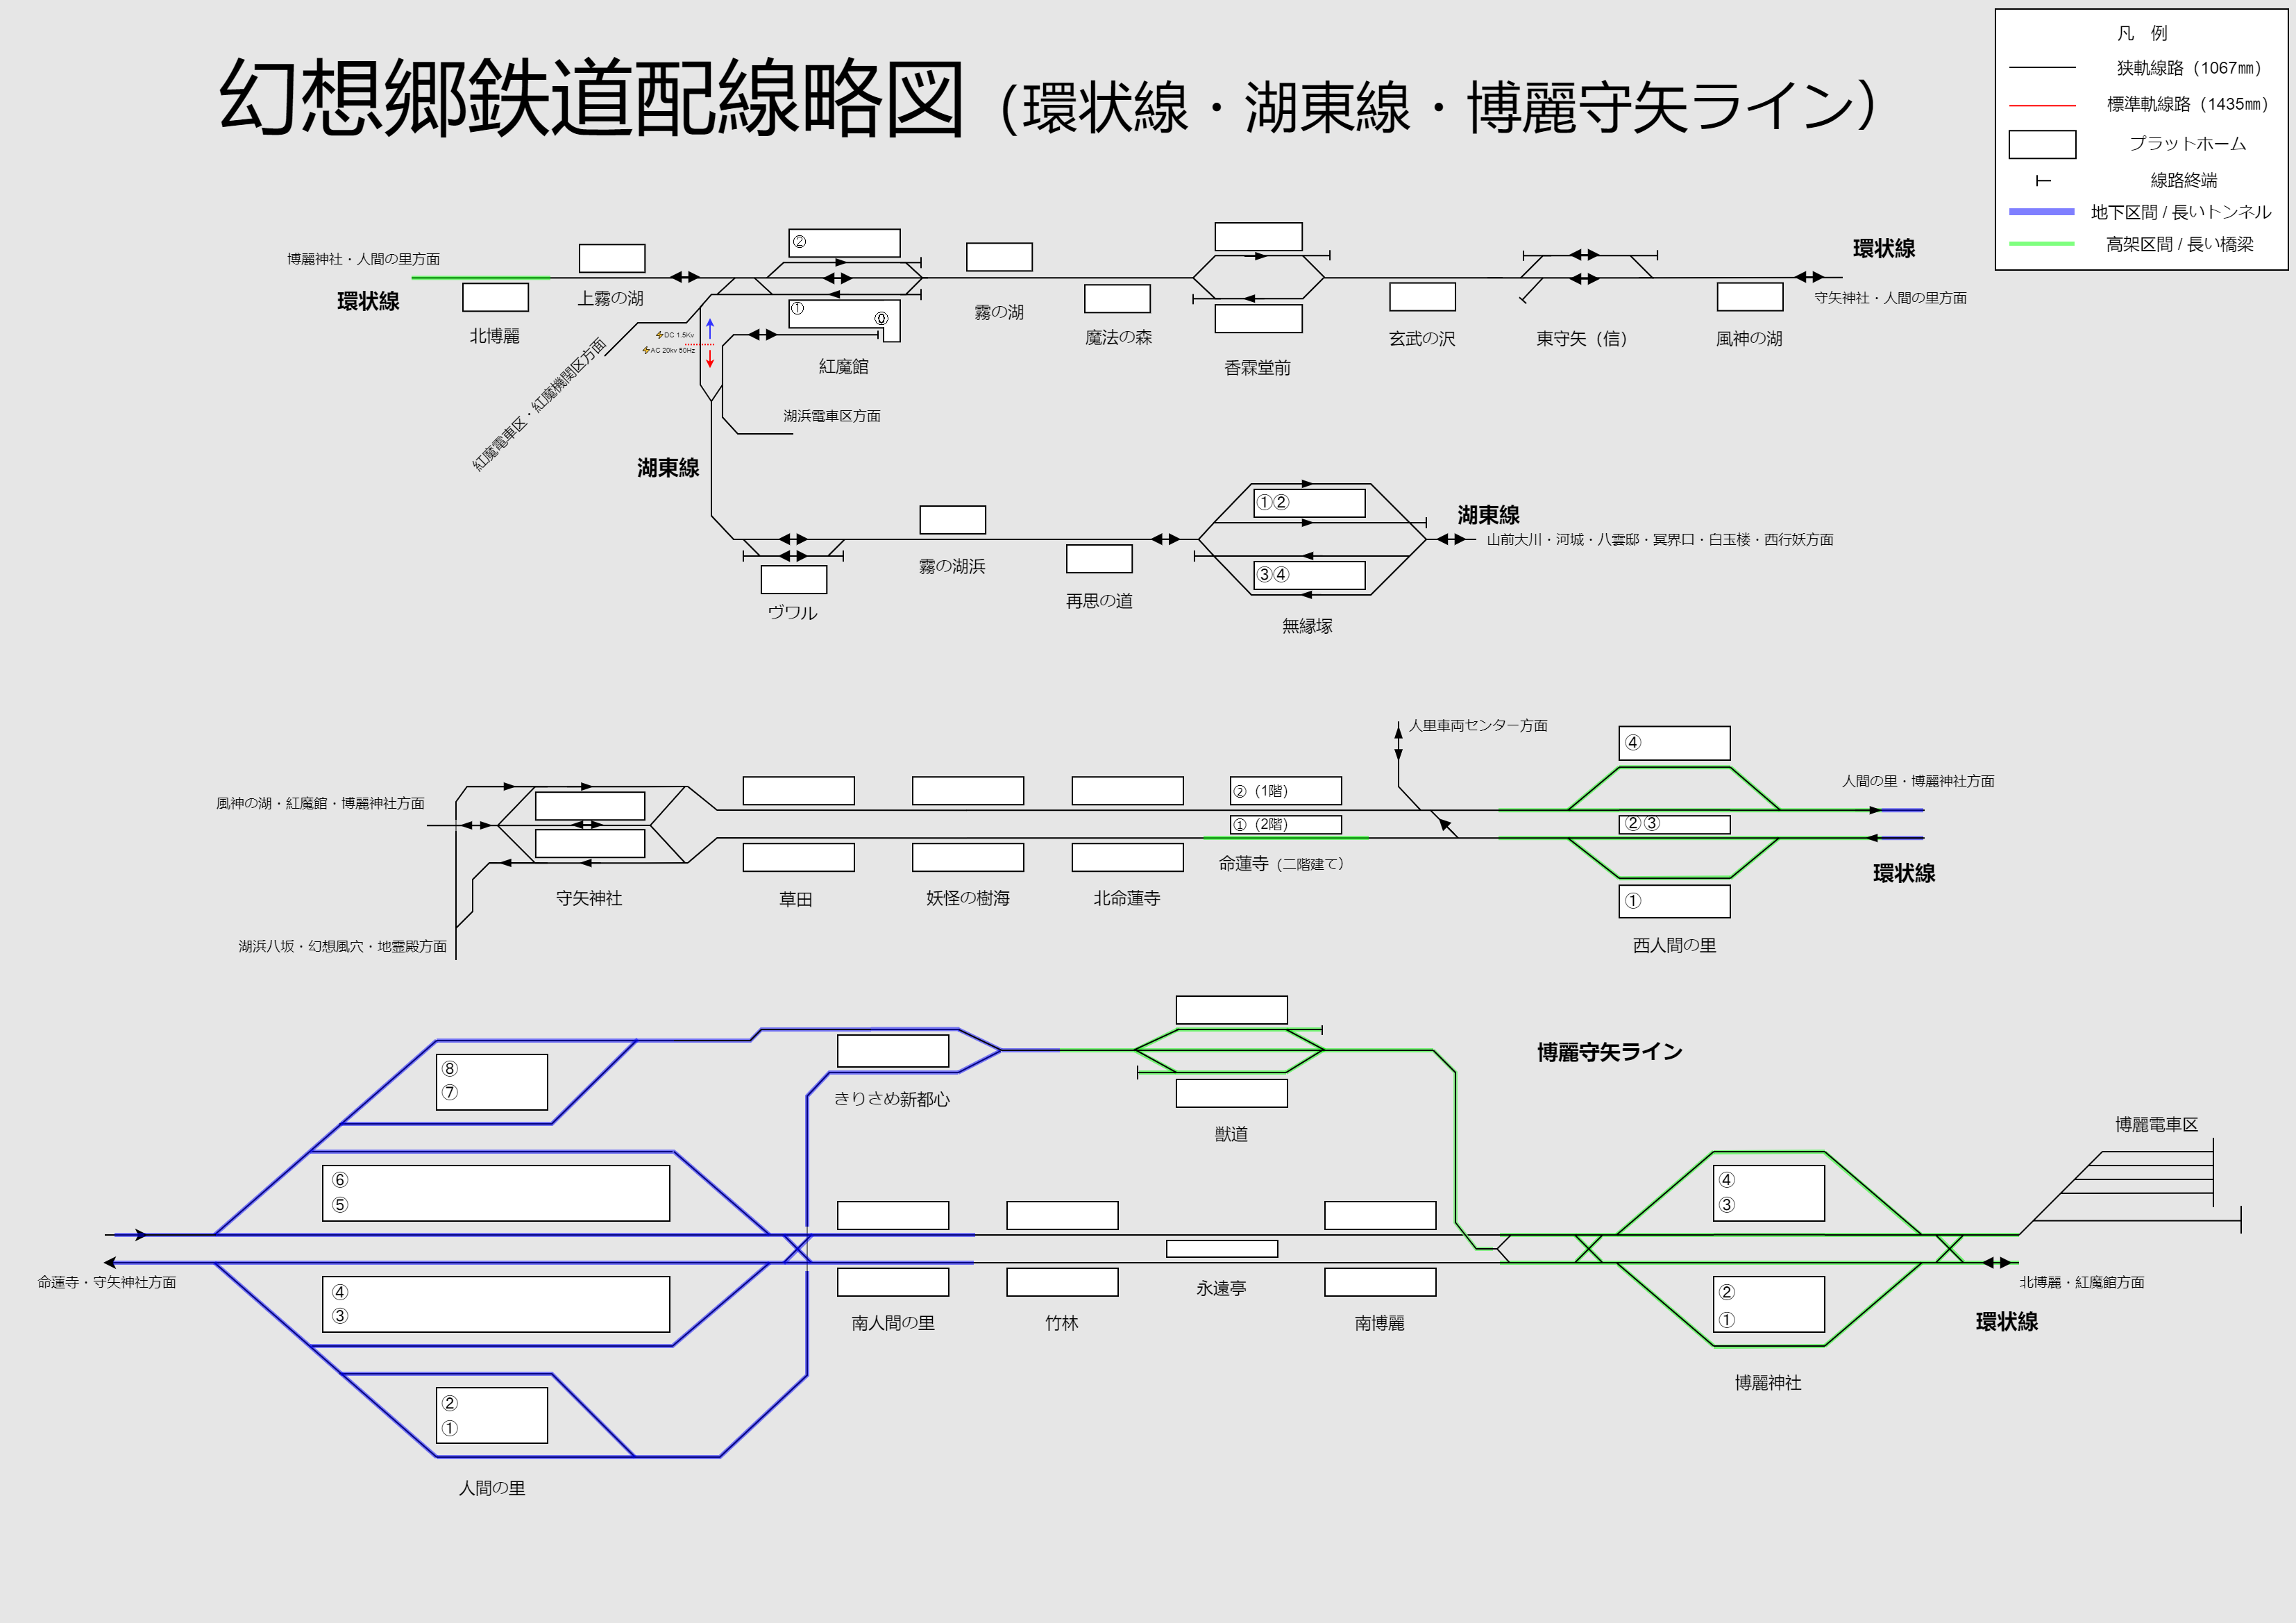 幻想郷鉄道配線略図（環状線・湖東線・博麗守矢ライン）
凡　例
狭軌線路（1067㎜）
標準軌線路（1435㎜）
プラットホーム
線路終端
地下区間 / 長いトンネル
高架区間 / 長い橋梁
博麗神社・人間の里方面
環状線
北博麗
上霧の湖
②
①
⓪
紅魔館
⚡DC 1.5Kv
⚡AC 20kv 50Hz
紅魔電車区・紅魔機関区方面
湖浜電車区方面
霧の湖
魔法の森
香霖堂前
玄武の沢
東守矢（信）
風神の湖
環状線
守矢神社・人間の里方面
湖東線
ヴワル
霧の湖浜
再思の道
①②
③④
無縁塚
湖東線
山前大川・河城・八雲邸・冥界口・白玉楼・西行妖方面
風神の湖・紅魔館・博麗神社方面
湖浜八坂・幻想風穴・地霊殿方面
守矢神社
草田
妖怪の樹海
北命蓮寺
②（1階）
①（2階）
命蓮寺（二階建て）
人里車両センター方面
④
②③
①
西人間の里
人間の里・博麗神社方面
環状線
⑧
⑦
⑥
⑤
④
③
②
①
人間の里
命蓮寺・守矢神社方面
きりさめ新都心
獣道
博麗守矢ライン
南人間の里
竹林
永遠亭
南博麗
④
③
②
①
博麗神社
博麗電車区
北博麗・紅魔館方面
環状線